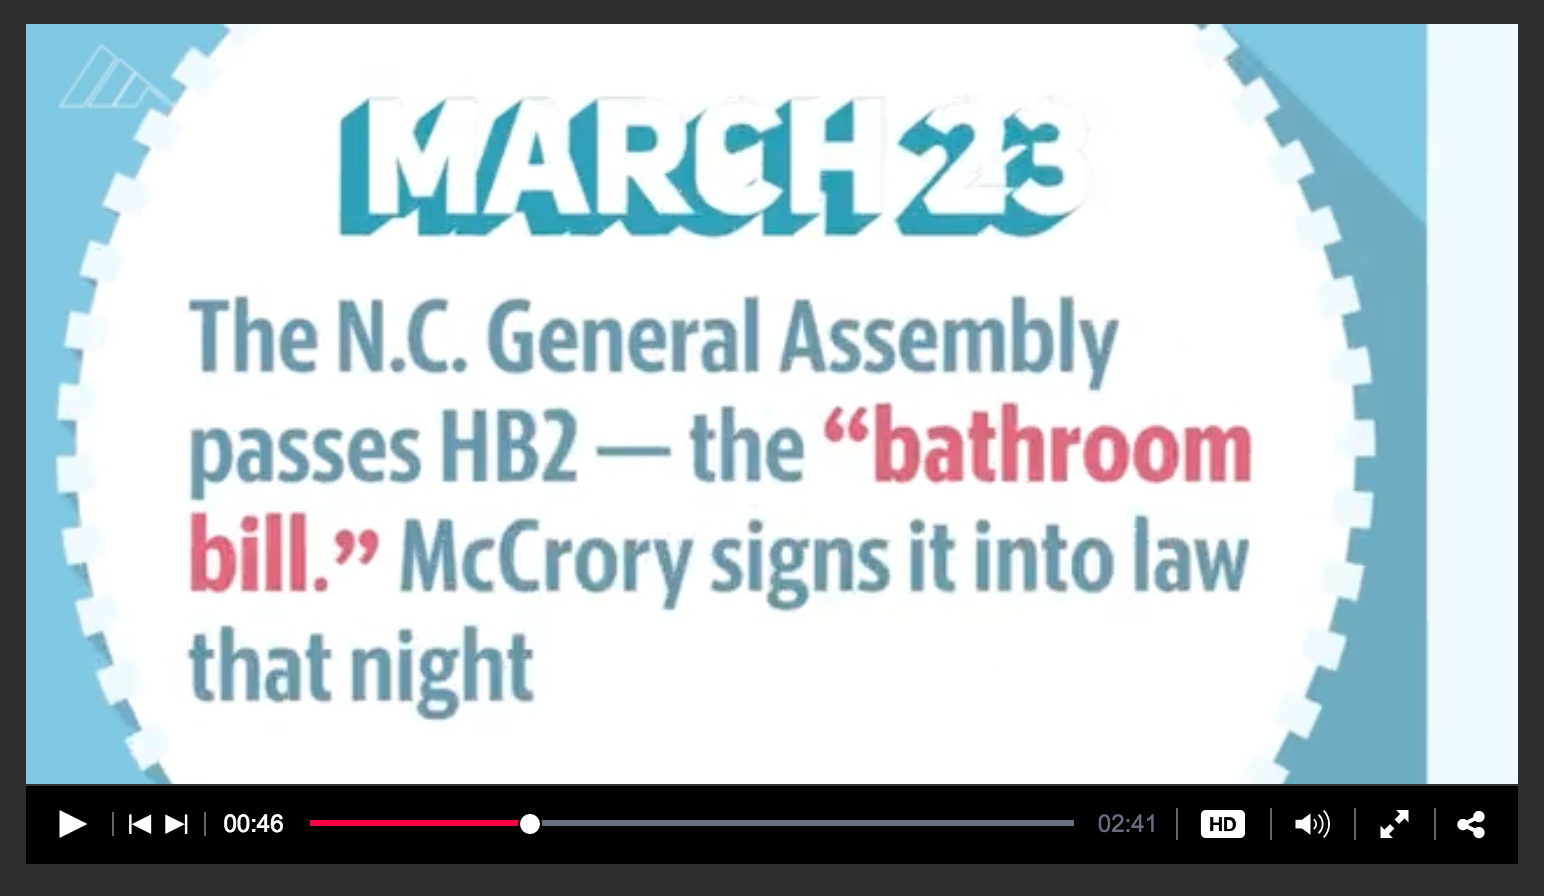 MARCH 23
The N.C. General Assembly
passes HB2 — the “bathroom
bill.” McCrory signs it into law
that night
00:46
02:41
HD